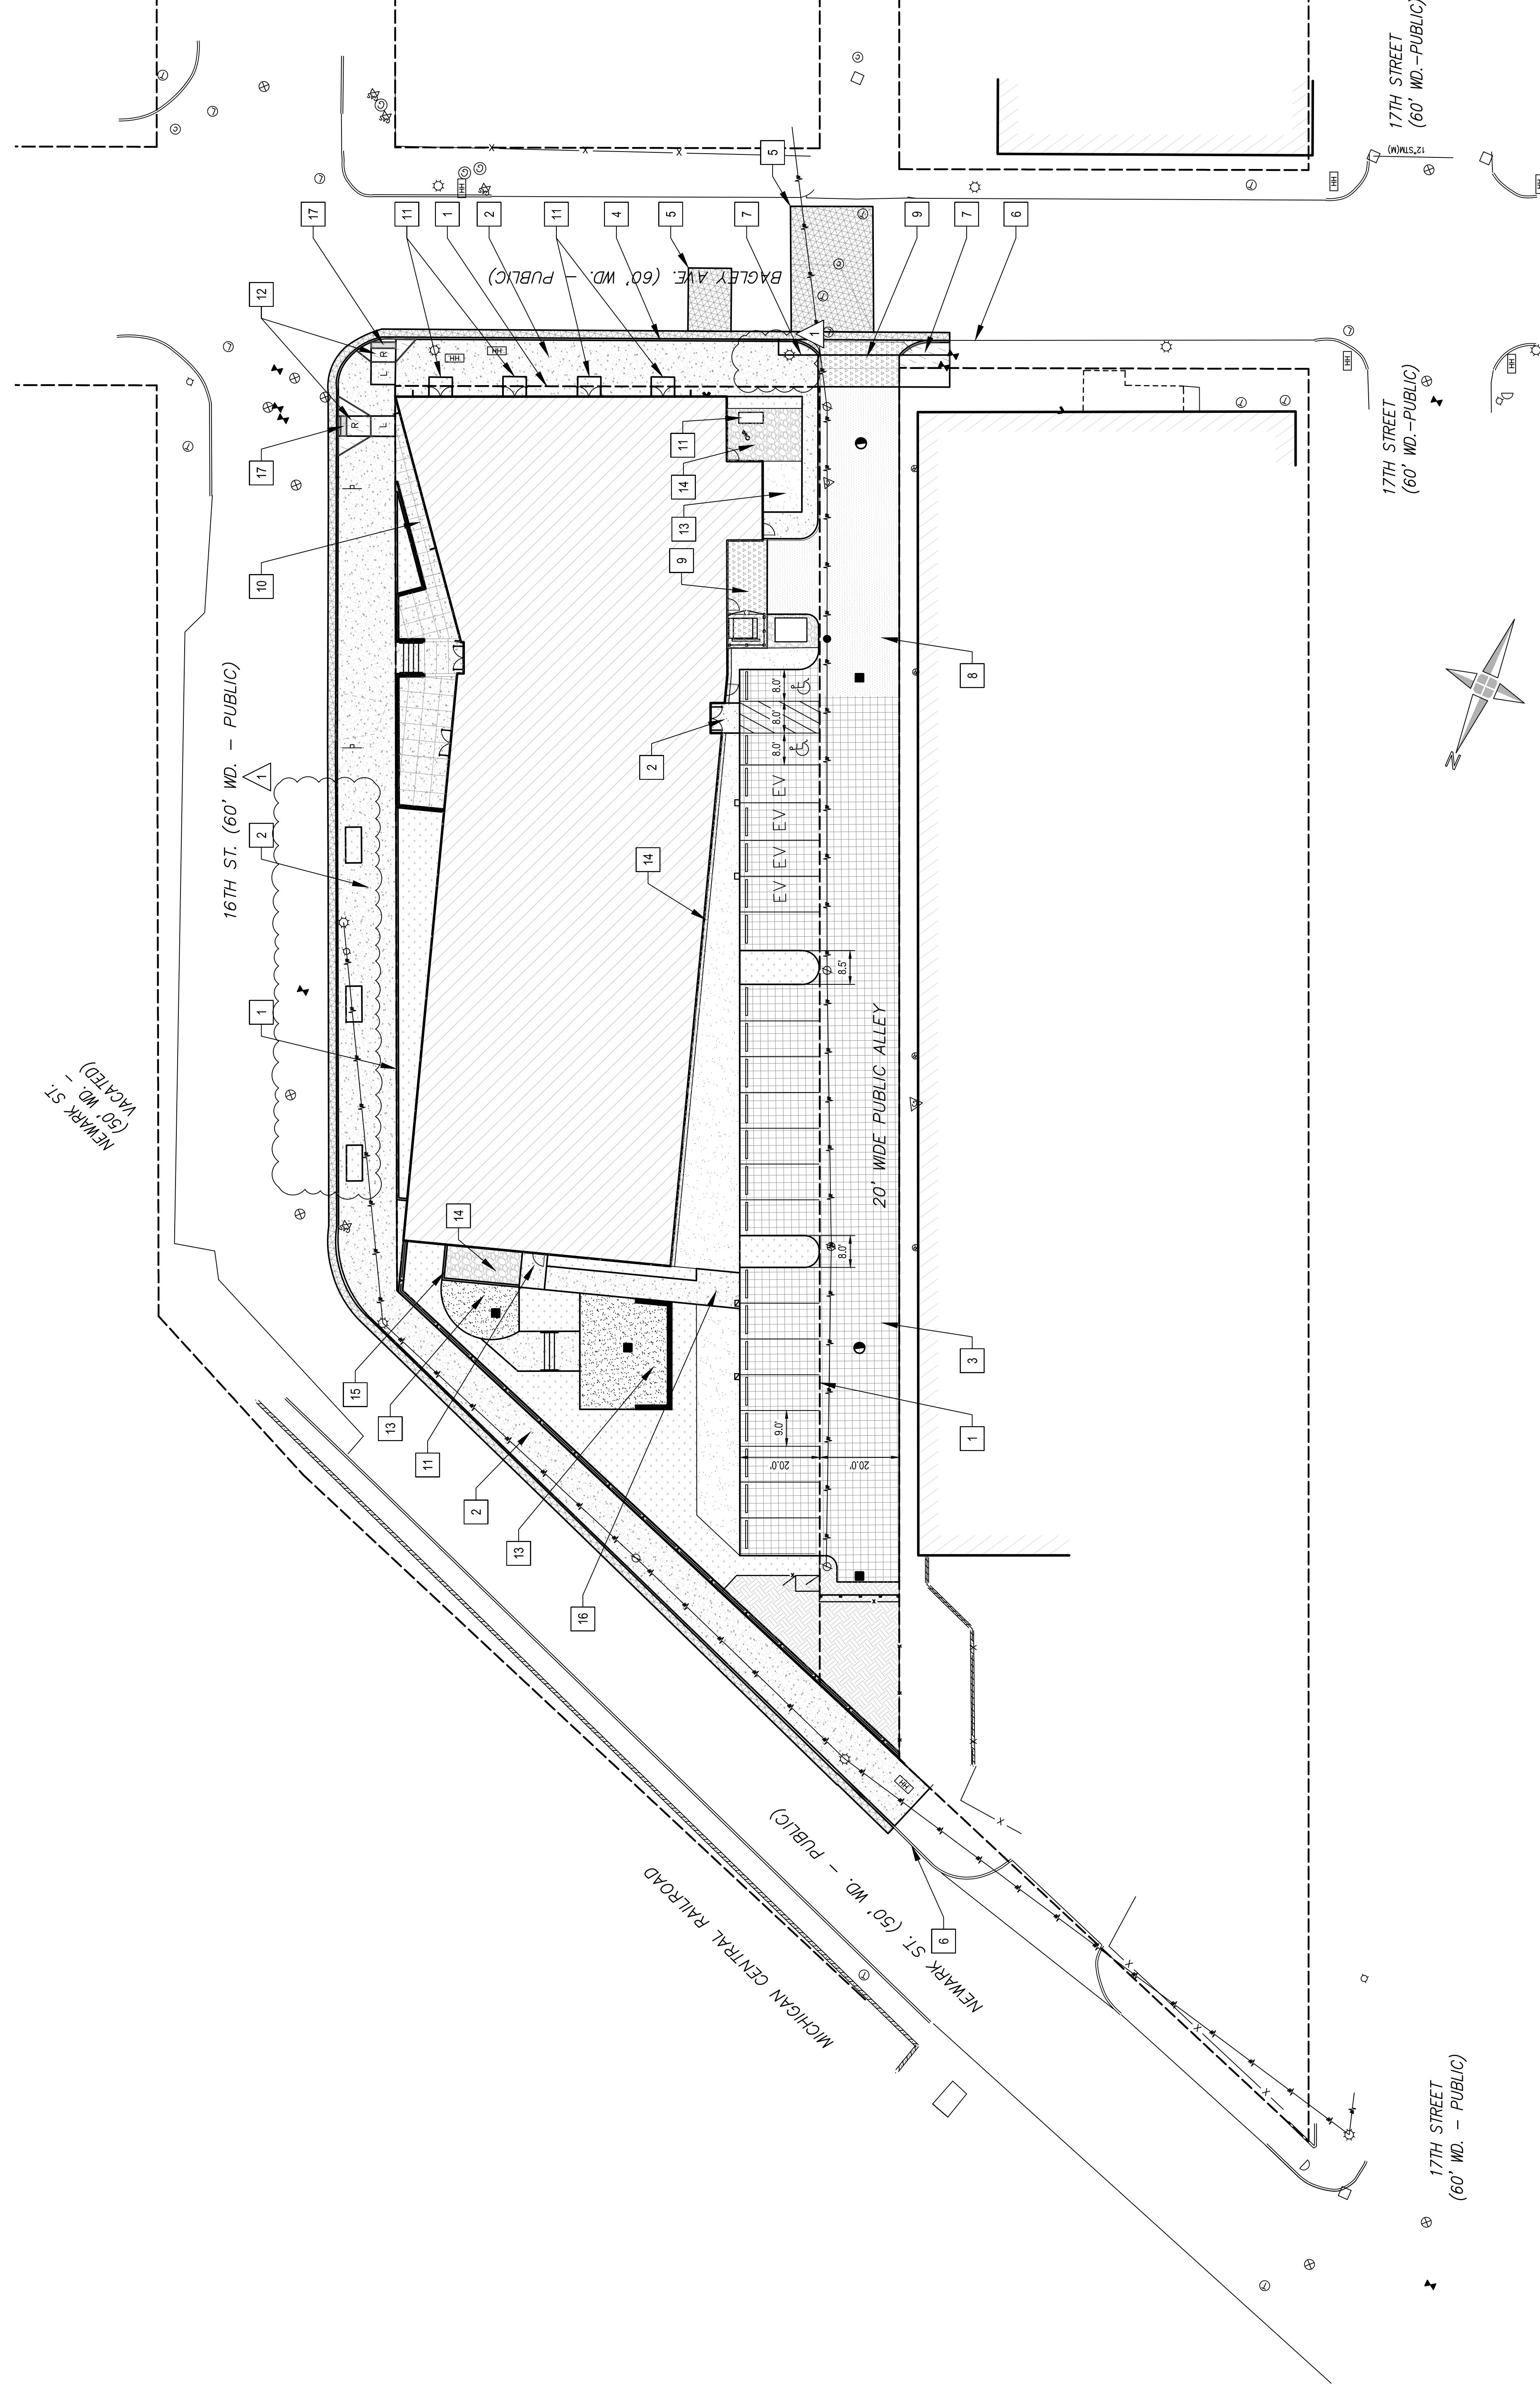 17TH STREET
(60' WD.-PUBLIC)
12"STM(M)
HH
HH
HH
5
17
11
1
2
11
4
5
7
9
7
6
BAGLEY AVE. (60' WD. - PUBLIC)
12
1
R
L
HH
HH
HH
HH
17TH STREET
(60' WD.-PUBLIC)
17
R
L
P
11
14
13
9
10
8
16TH ST. (60' WD. - PUBLIC)
8.0'
8.0'
8.0'
P
2
1
2
EV EV EV EV
14
N
8.5'
1
20' WIDE PUBLIC ALLEY
NEWARK ST.
(50' WD. -
VACATED)
14
8.0'
15
13
11
2
13
16
3
1
9.0'
20.0'
20.0'
HH
NEWARK ST. (50' WD. - PUBLIC)
6
MICHIGAN CENTRAL RAILROAD
17TH STREET
(60' WD. - PUBLIC)